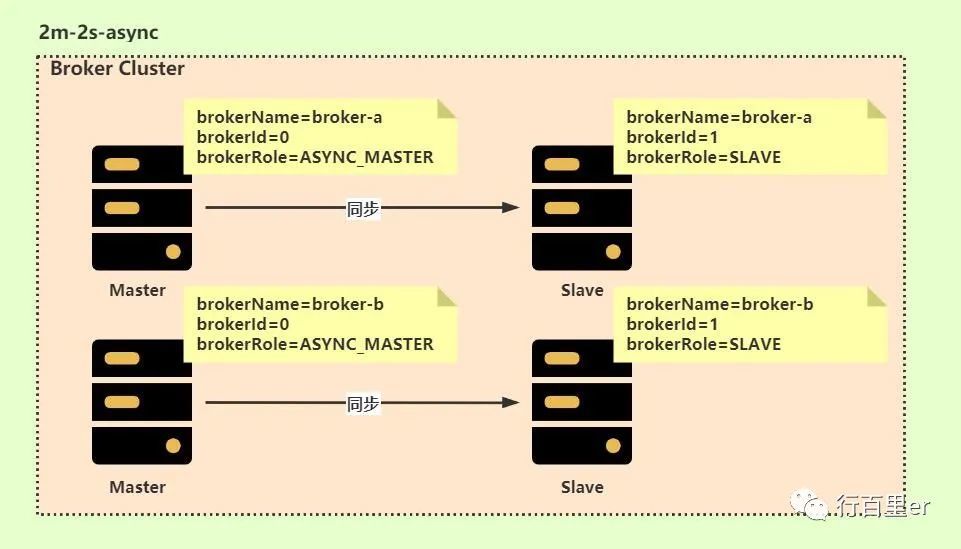 2m-2s-async
Broker Cluster
brokerName=broker-a
brokerId=0
brokerRole=ASYNC_MASTER
brokerName=broker-a
brokerId=1
brokerRole=SLAVE
同步
Master
Slave
brokerName=broker-b
brokerId=0
brokerRole=ASYNC_MASTER
brokerName=broker-b
brokerId=1
brokerRole=SLAVE
同步
Master
Slave
行百里er